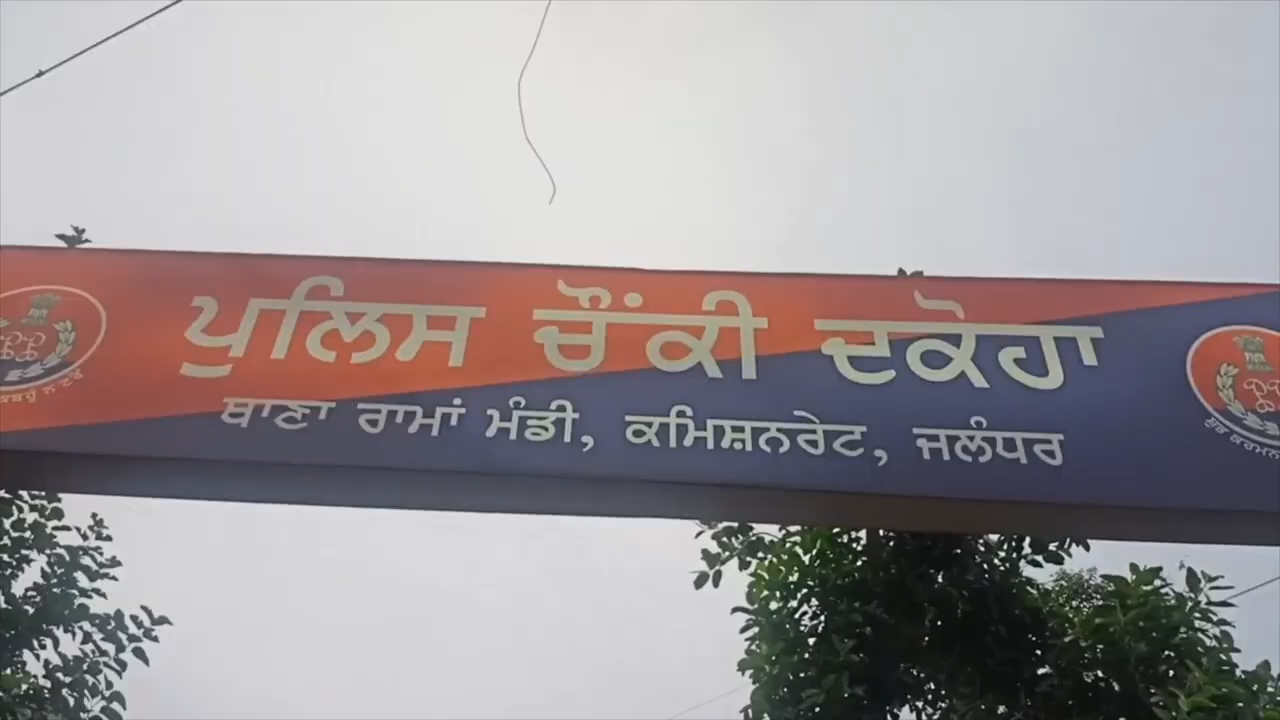 ਪੁਲਿਸ ਚੌਂਕੀ ਦਕੋਹਾ
ਥਾਣਾ ਰਾਮਾਂ ਮੰਡੀ, ਕਮਿਸ਼ਨਰੇਟ, ਜਲੰਧਰ